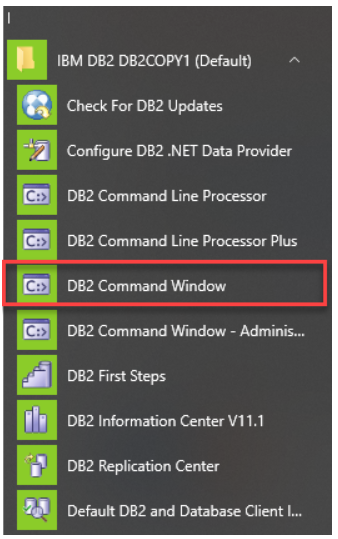 I
IBM DB2 DB2COPY1 (Default)
Check For DB2 Updates
Configure DB2 .NET Data Provider
C:> DB2 Command Line Processor
C:> DB2 Command Line Processor Plus
C:> DB2 Command Window
C:> DB2 Command Window - Adminis...
DB2 First Steps
DB2 Information Center V11.1
DB2 Replication Center
Default DB2 and Database Client I...